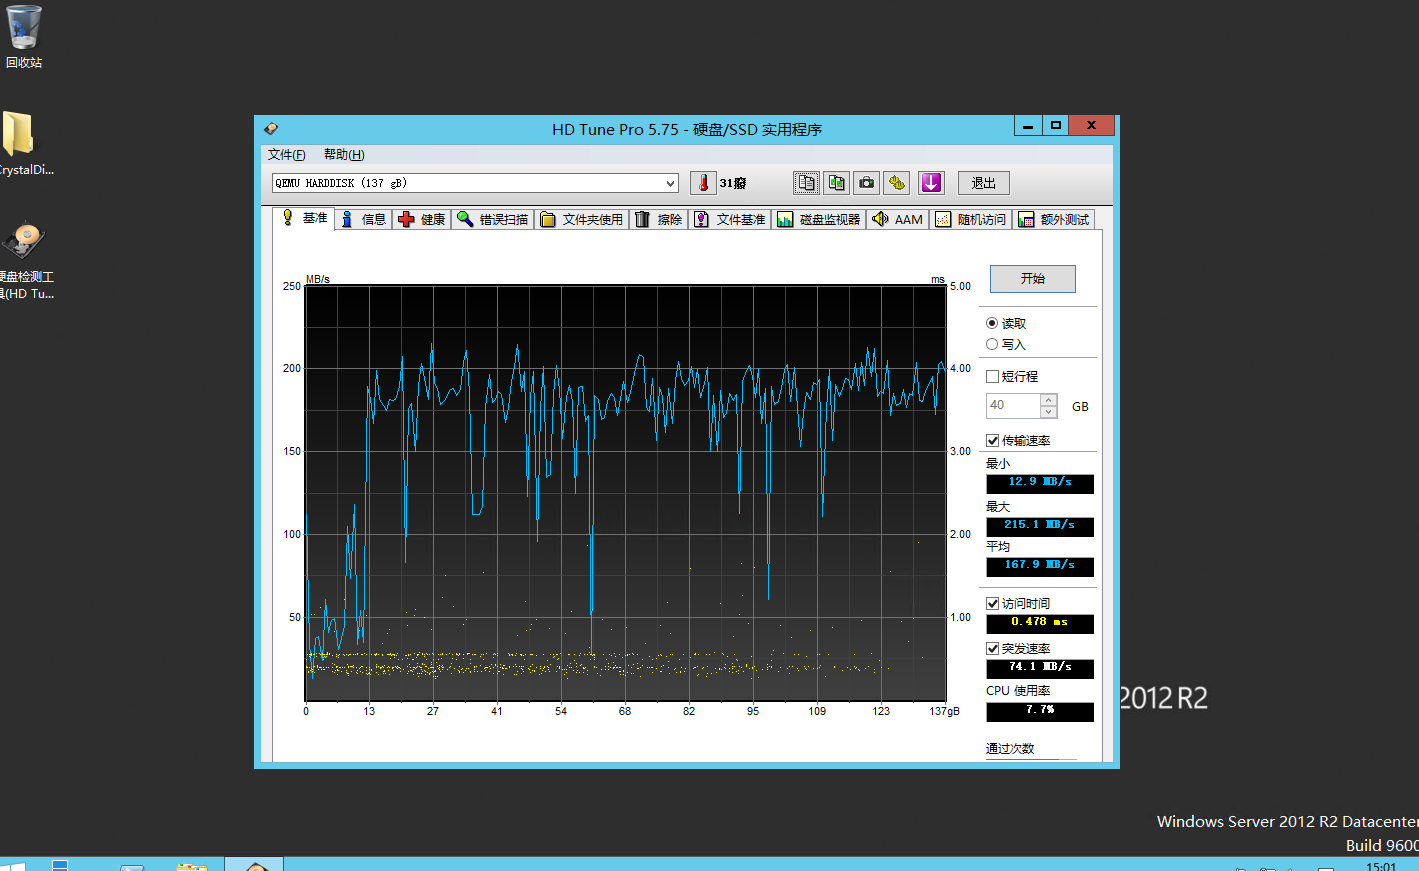 回收站
CrystalDi...
硬盘检测工
具(HD Tu...
HD Tune Pro 5.75 - 硬盘/SSD 实用程序
文件(F) 帮助(H)
QEMU HARDDISK (137 gB)
31癈
退出
基准 信息 健康 错误扫描 文件夹使用 擦除 文件基准 磁盘监视器 AAM 随机访问 额外测试
MB/s ms
250 5.00
200 4.00
150 3.00
100 2.00
50 1.00
0 13 27 41 54 68 82 95 109 123 137gB
开始
读取
写入
短行程
40 GB
传输速率
最小
12.9 MB/s
最大
215.1 MB/s
平均
167.9 MB/s
访问时间
0.478 ms
突发速率
74.1 MB/s
CPU 使用率
7.7%
通过次数
2012 R2
Windows Server 2012 R2 Datacenter
Build 9600
15:01